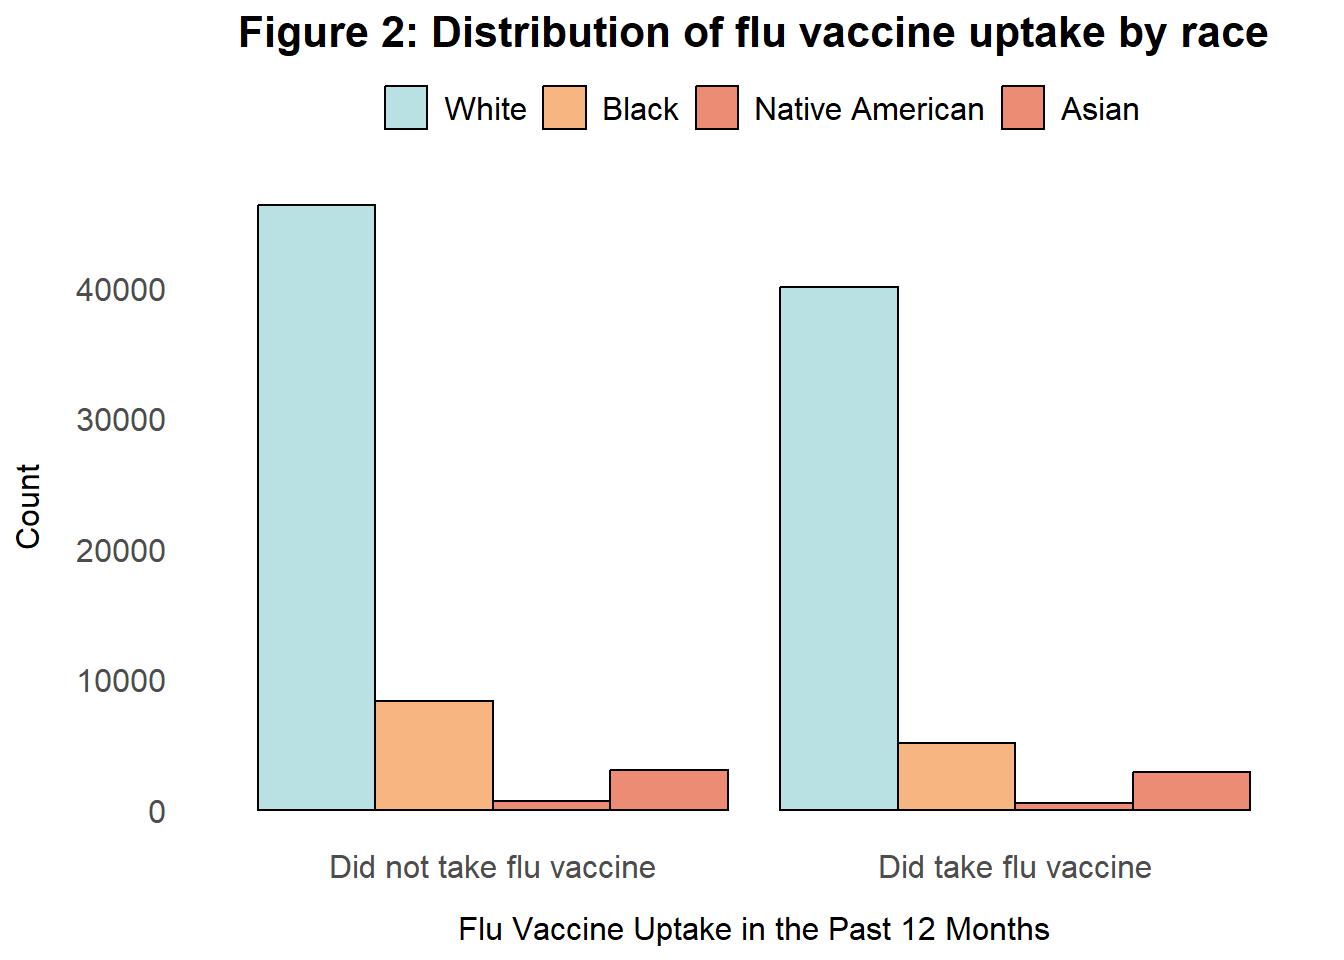 Figure 2: Distribution of flu vaccine uptake by race
White Black Native American Asian
40000
30000
20000
10000
0
Count
Did not take flu vaccine Did take flu vaccine
Flu Vaccine Uptake in the Past 12 Months